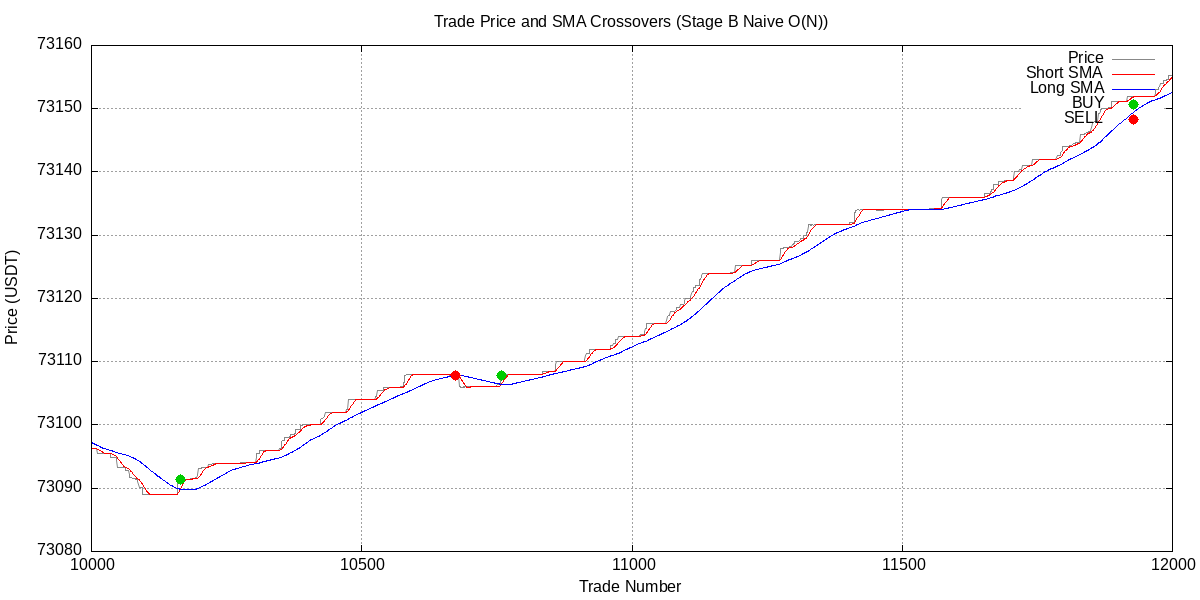 Trade Price and SMA Crossovers (Stage B Naive O(N))
73160
73150
73140
73130
73120
73110
73100
73090
73080
Price (USDT)
Price
Short SMA
Long SMA
BUY
SELL
10000 10500 11000 11500 12000
Trade Number